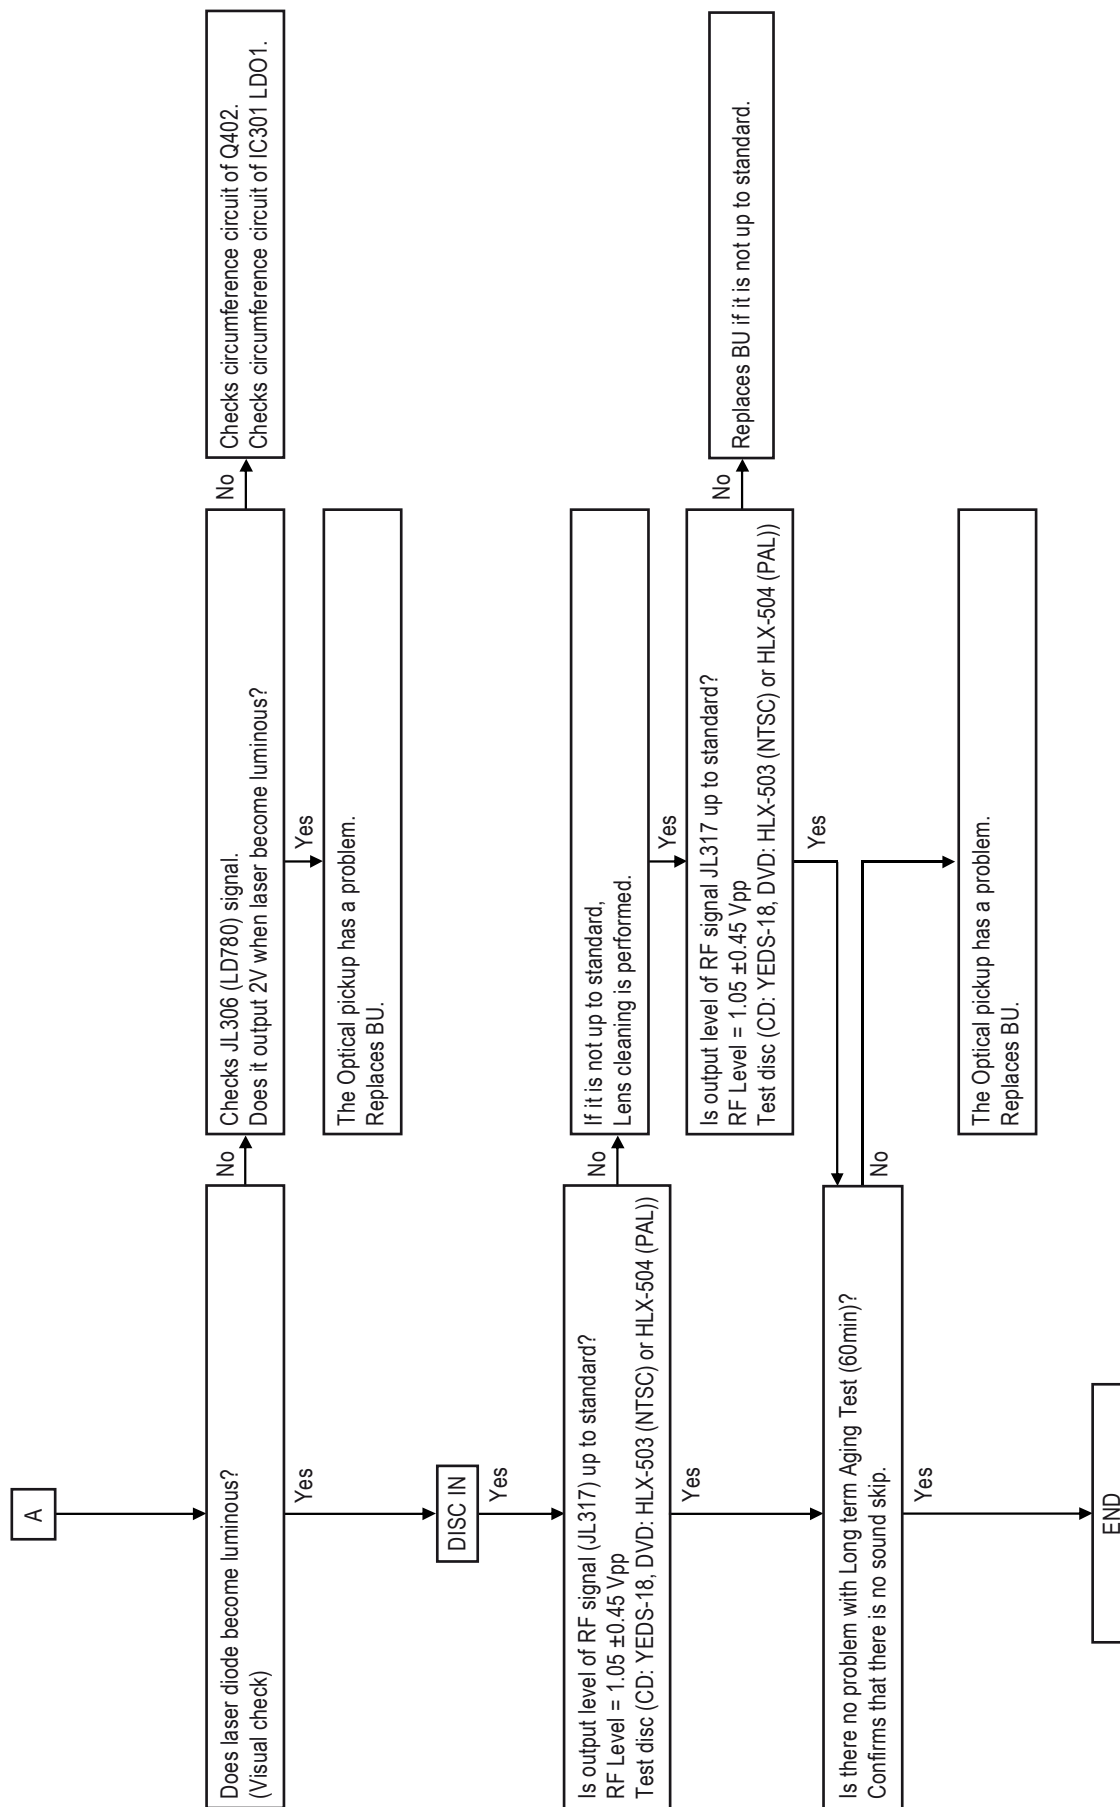 A
Does laser diode become luminous?
(Visual check)
No
Checks JL306 (LD780) signal.
Does it output 2V when laser become luminous?
No
Checks circumference circuit of Q402.
Checks circumference circuit of IC301 LDO1.
Yes
The Optical pickup has a problem.
Replaces BU.
Yes
DISC IN
Yes
Is output level of RF signal (JL317) up to standard?
RF Level = 1.05 ±0.45 Vpp
Test disc (CD: YEDS-18, DVD: HLX-503 (NTSC) or HLX-504 (PAL))
No
If it is not up to standard,
Lens cleaning is performed.
Yes
Is output level of RF signal JL317 up to standard?
RF Level = 1.05 ±0.45 Vpp
Test disc (CD: YEDS-18, DVD: HLX-503 (NTSC) or HLX-504 (PAL))
No
Replaces BU if it is not up to standard.
Yes
Yes
Is there no problem with Long term Aging Test (60min)?
Confirms that there is no sound skip.
No
The Optical pickup has a problem.
Replaces BU.
Yes
END